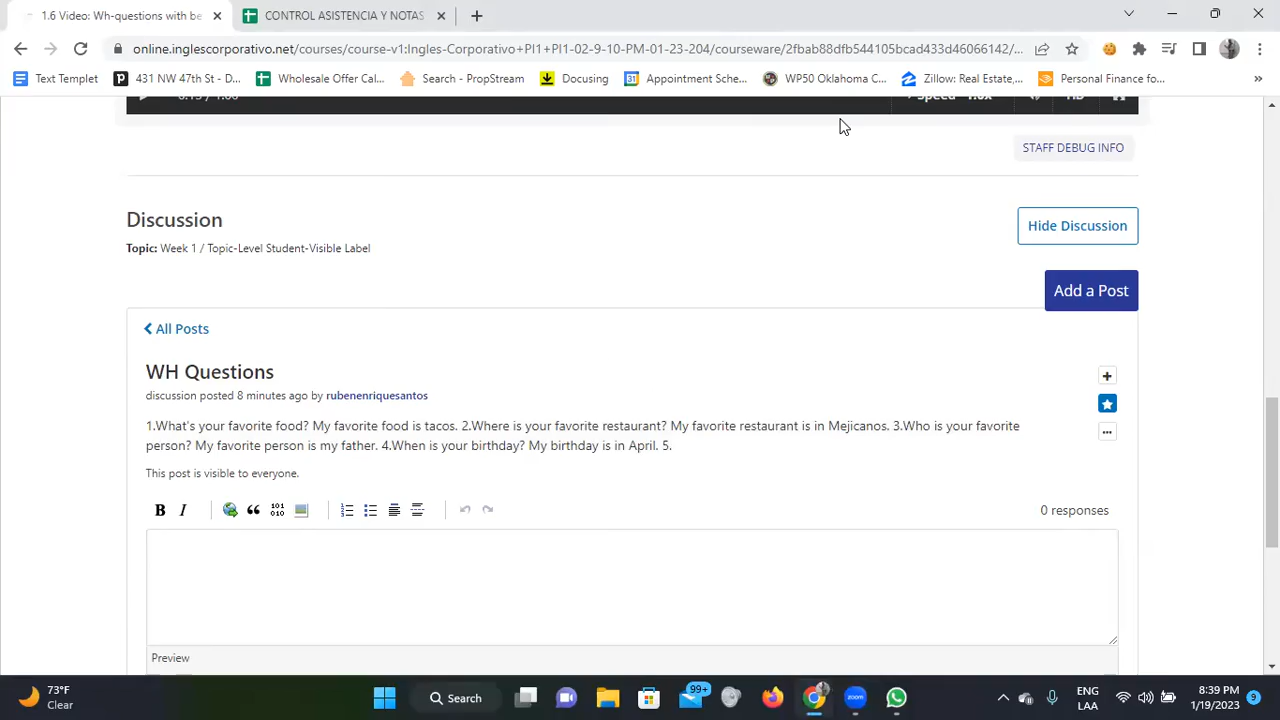 1.6 Video: Wh-questions with be
CONTROL ASISTENCIA Y NOTAS
online.inglescorporativo.net/courses/course-v1:Ingles-Corporativo+PI1+PI1-02-9-10-PM-01-23-204/courseware/2fbab68dfb544105bcad433d46066142/...
Text Templet
431 NW 47th St - D...
Wholesale Offer Cal...
Search - PropStream
Docusing
Appointment Sche...
WP50 Oklahoma C...
Zillow: Real Estate,...
Personal Finance fo...
»
STAFF DEBUG INFO
Discussion
Hide Discussion
Topic: Week 1 / Topic-Level Student-Visible Label
Add a Post
All Posts
WH Questions
discussion posted 8 minutes ago by rubenenriquesantos
1.What's your favorite food? My favorite food is tacos. 2.Where is your favorite restaurant? My favorite restaurant is in Mejicanos. 3.Who is your favorite
person? My favorite person is my father. 4.When is your birthday? My birthday is in April. 5.
This post is visible to everyone.
B I
101
010
0 responses
Preview
73°F
Clear
Search
99+
zoom
ENG
LAA
8:39 PM
1/19/2023
9